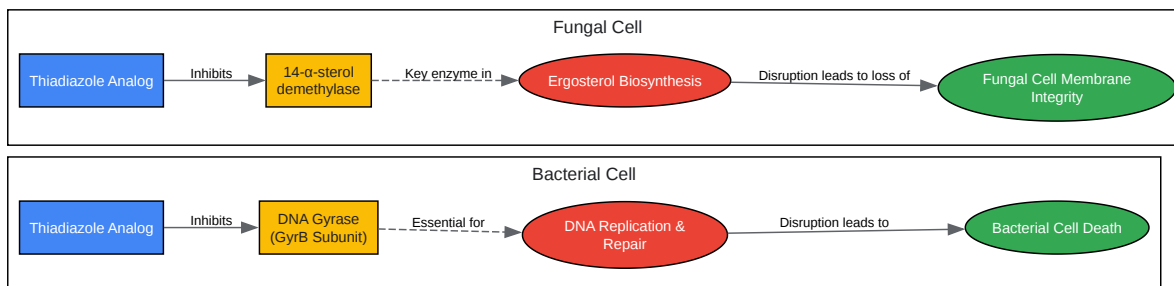 Fungal Cell
Thiadiazole Analog
Inhibits
14-α-sterol
demethylase
Key enzyme in
Ergosterol Biosynthesis
Disruption leads to loss of
Fungal Cell Membrane
Integrity
Bacterial Cell
Thiadiazole Analog
Inhibits
DNA Gyrase
(GyrB Subunit)
Essential for
DNA Replication &
Repair
Disruption leads to
Bacterial Cell Death